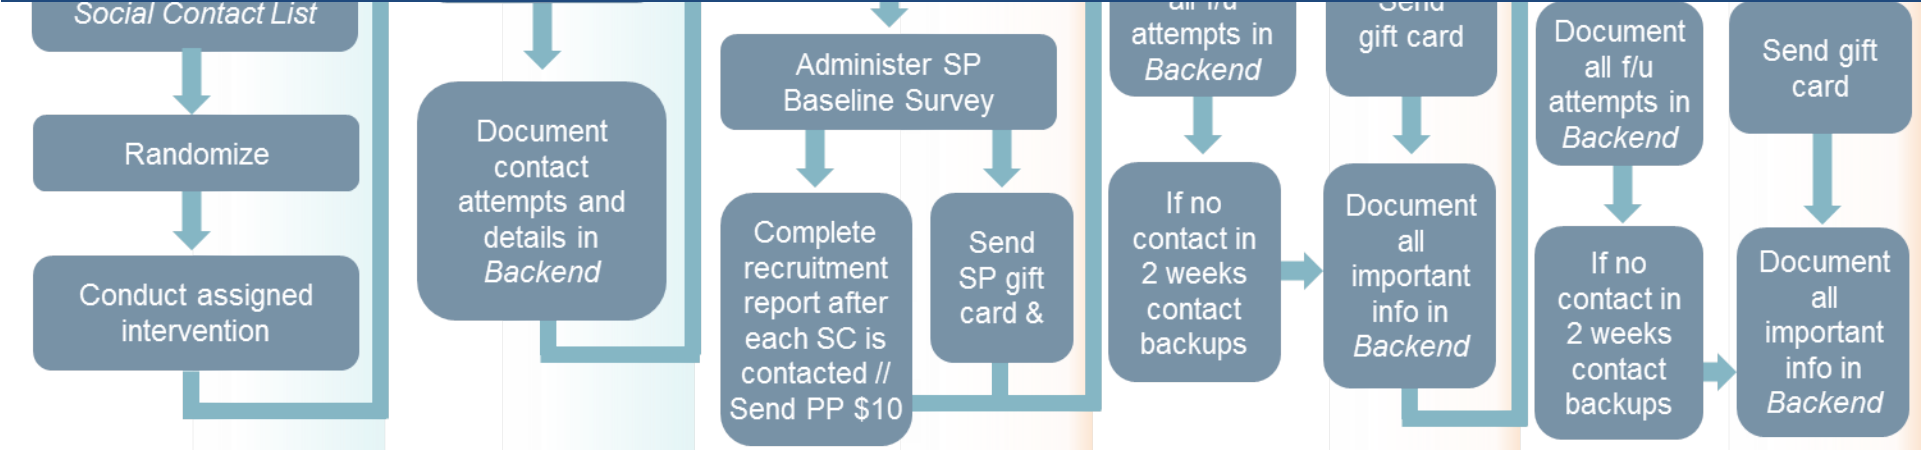 Social Contact List
Randomize
Conduct assigned
intervention
Document
contact
attempts and
details in
Backend
Administer SP
Baseline Survey
Complete
recruitment
report after
each SC is
contacted //
Send PP $10
Send
SP gift
card &
all f/u
attempts in
Backend
If no
contact in
2 weeks
contact
backups
Send
gift card
Document
all
important
info in
Backend
Document
all f/u
attempts in
Backend
If no
contact in
2 weeks
contact
backups
Send gift
card
Document
all
important
info in
Backend